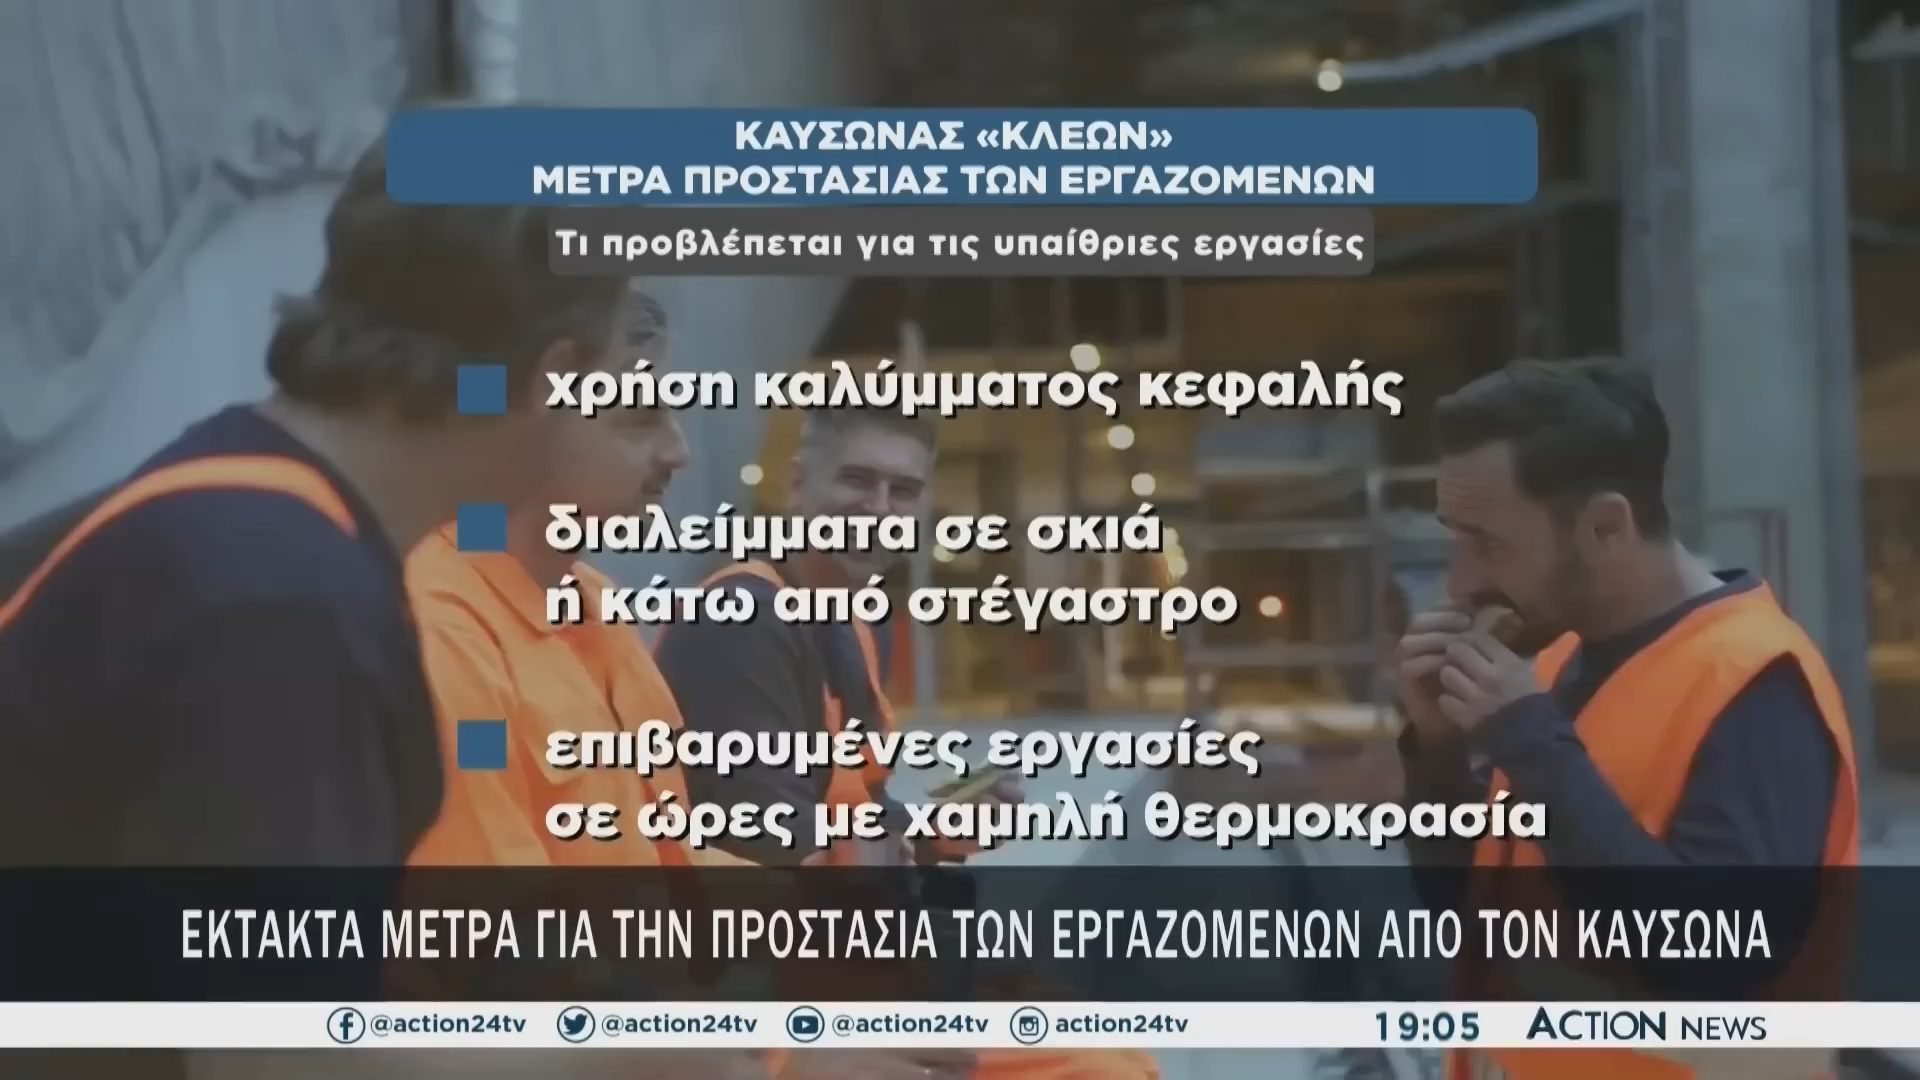 ΚΑΥΣΩΝΑΣ «ΚΛΕΩΝ»
ΜΕΤΡΑ ΠΡΟΣΤΑΣΙΑΣ ΤΩΝ ΕΡΓΑΖΟΜΕΝΩΝ
Τι προβλέπεται για τις υπαίθριες εργασίες
χρήση καλύμματος κεφαλής
διαλείμματα σε σκιά
ή κάτω από στέγαστρο
επιβαρυμένες εργασίες
σε ώρες με χαμηλή θερμοκρασία
ΕΚΤΑΚΤΑ ΜΕΤΡΑ ΓΙΑ ΤΗΝ ΠΡΟΣΤΑΣΙΑ ΤΩΝ ΕΡΓΑΖΟΜΕΝΩΝ ΑΠΟ ΤΟΝ ΚΑΥΣΩΝΑ
@action24tv @action24tv @action24tv action24tv 19:05 ACTION NEWS